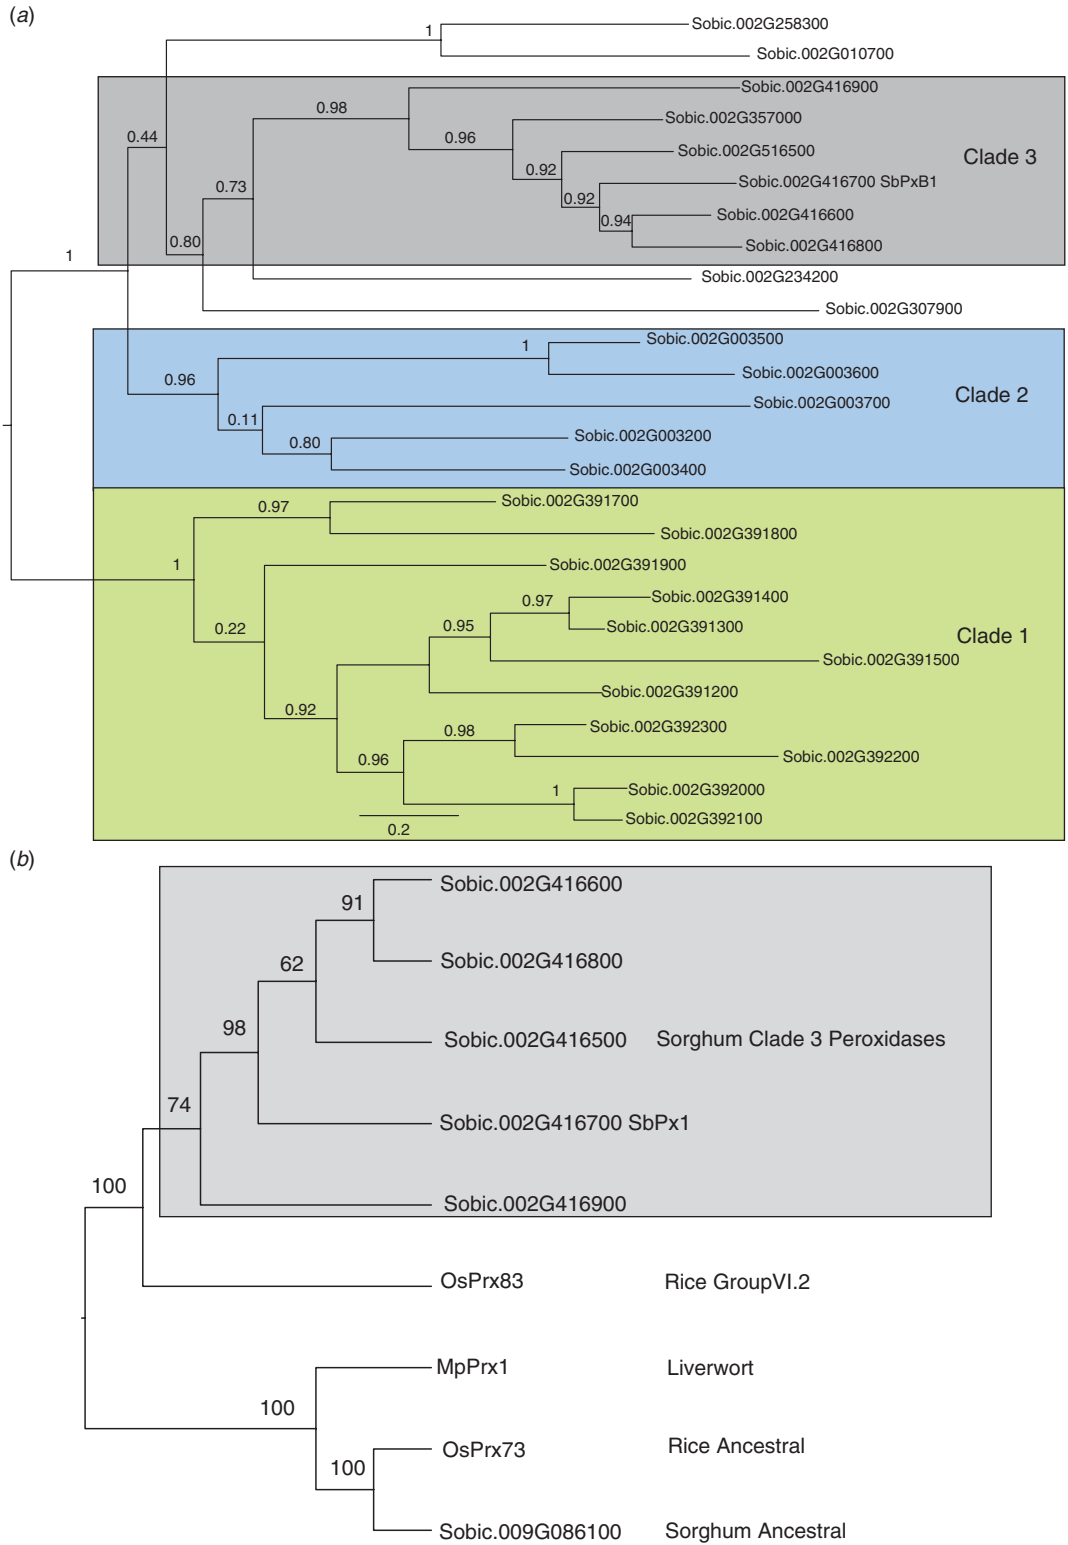 (a)
1
Sobic.002G258300
Sobic.002G010700
Sobic.002G416900
0.98
Sobic.002G357000
0.44
0.96
Sobic.002G516500
Clade 3
0.92
Sobic.002G416700 SbPxB1
0.73
0.92
Sobic.002G416600
0.94
0.80
Sobic.002G416800
1
Sobic.002G234200
Sobic.002G307900
Sobic.002G003500
1
Sobic.002G003600
0.96
Clade 2
Sobic.002G003700
0.11
Sobic.002G003200
0.80
Sobic.002G003400
Sobic.002G391700
0.97
Sobic.002G391800
1
Sobic.002G391900
0.97
Sobic.002G391400
0.22
0.95
Sobic.002G391300
Clade 1
Sobic.002G391500
Sobic.002G391200
0.92
Sobic.002G392300
0.98
Sobic.002G392200
0.96
1
Sobic.002G392000
Sobic.002G392100
0.2
(b)
Sobic.002G416600
91
Sobic.002G416800
62
98
Sobic.002G416500 Sorghum Clade 3 Peroxidases
74
Sobic.002G416700 SbPx1
100
Sobic.002G416900
OsPrx83 Rice GroupVI.2
MpPrx1 Liverwort
100
OsPrx73 Rice Ancestral
100
Sobic.009G086100 Sorghum Ancestral